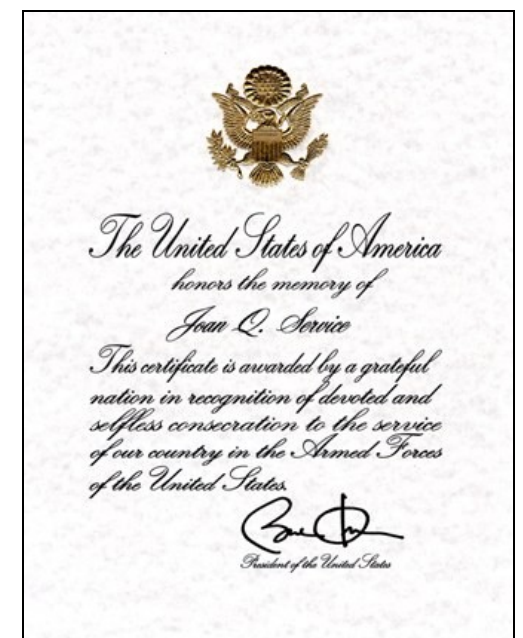 The United States of America
honors the memory of
Joan Q. Service
This certificate is awarded by a grateful
nation in recognition of devoted and
selfless consecration to the service
of our country in the Armed Forces
of the United States.
President of the United States